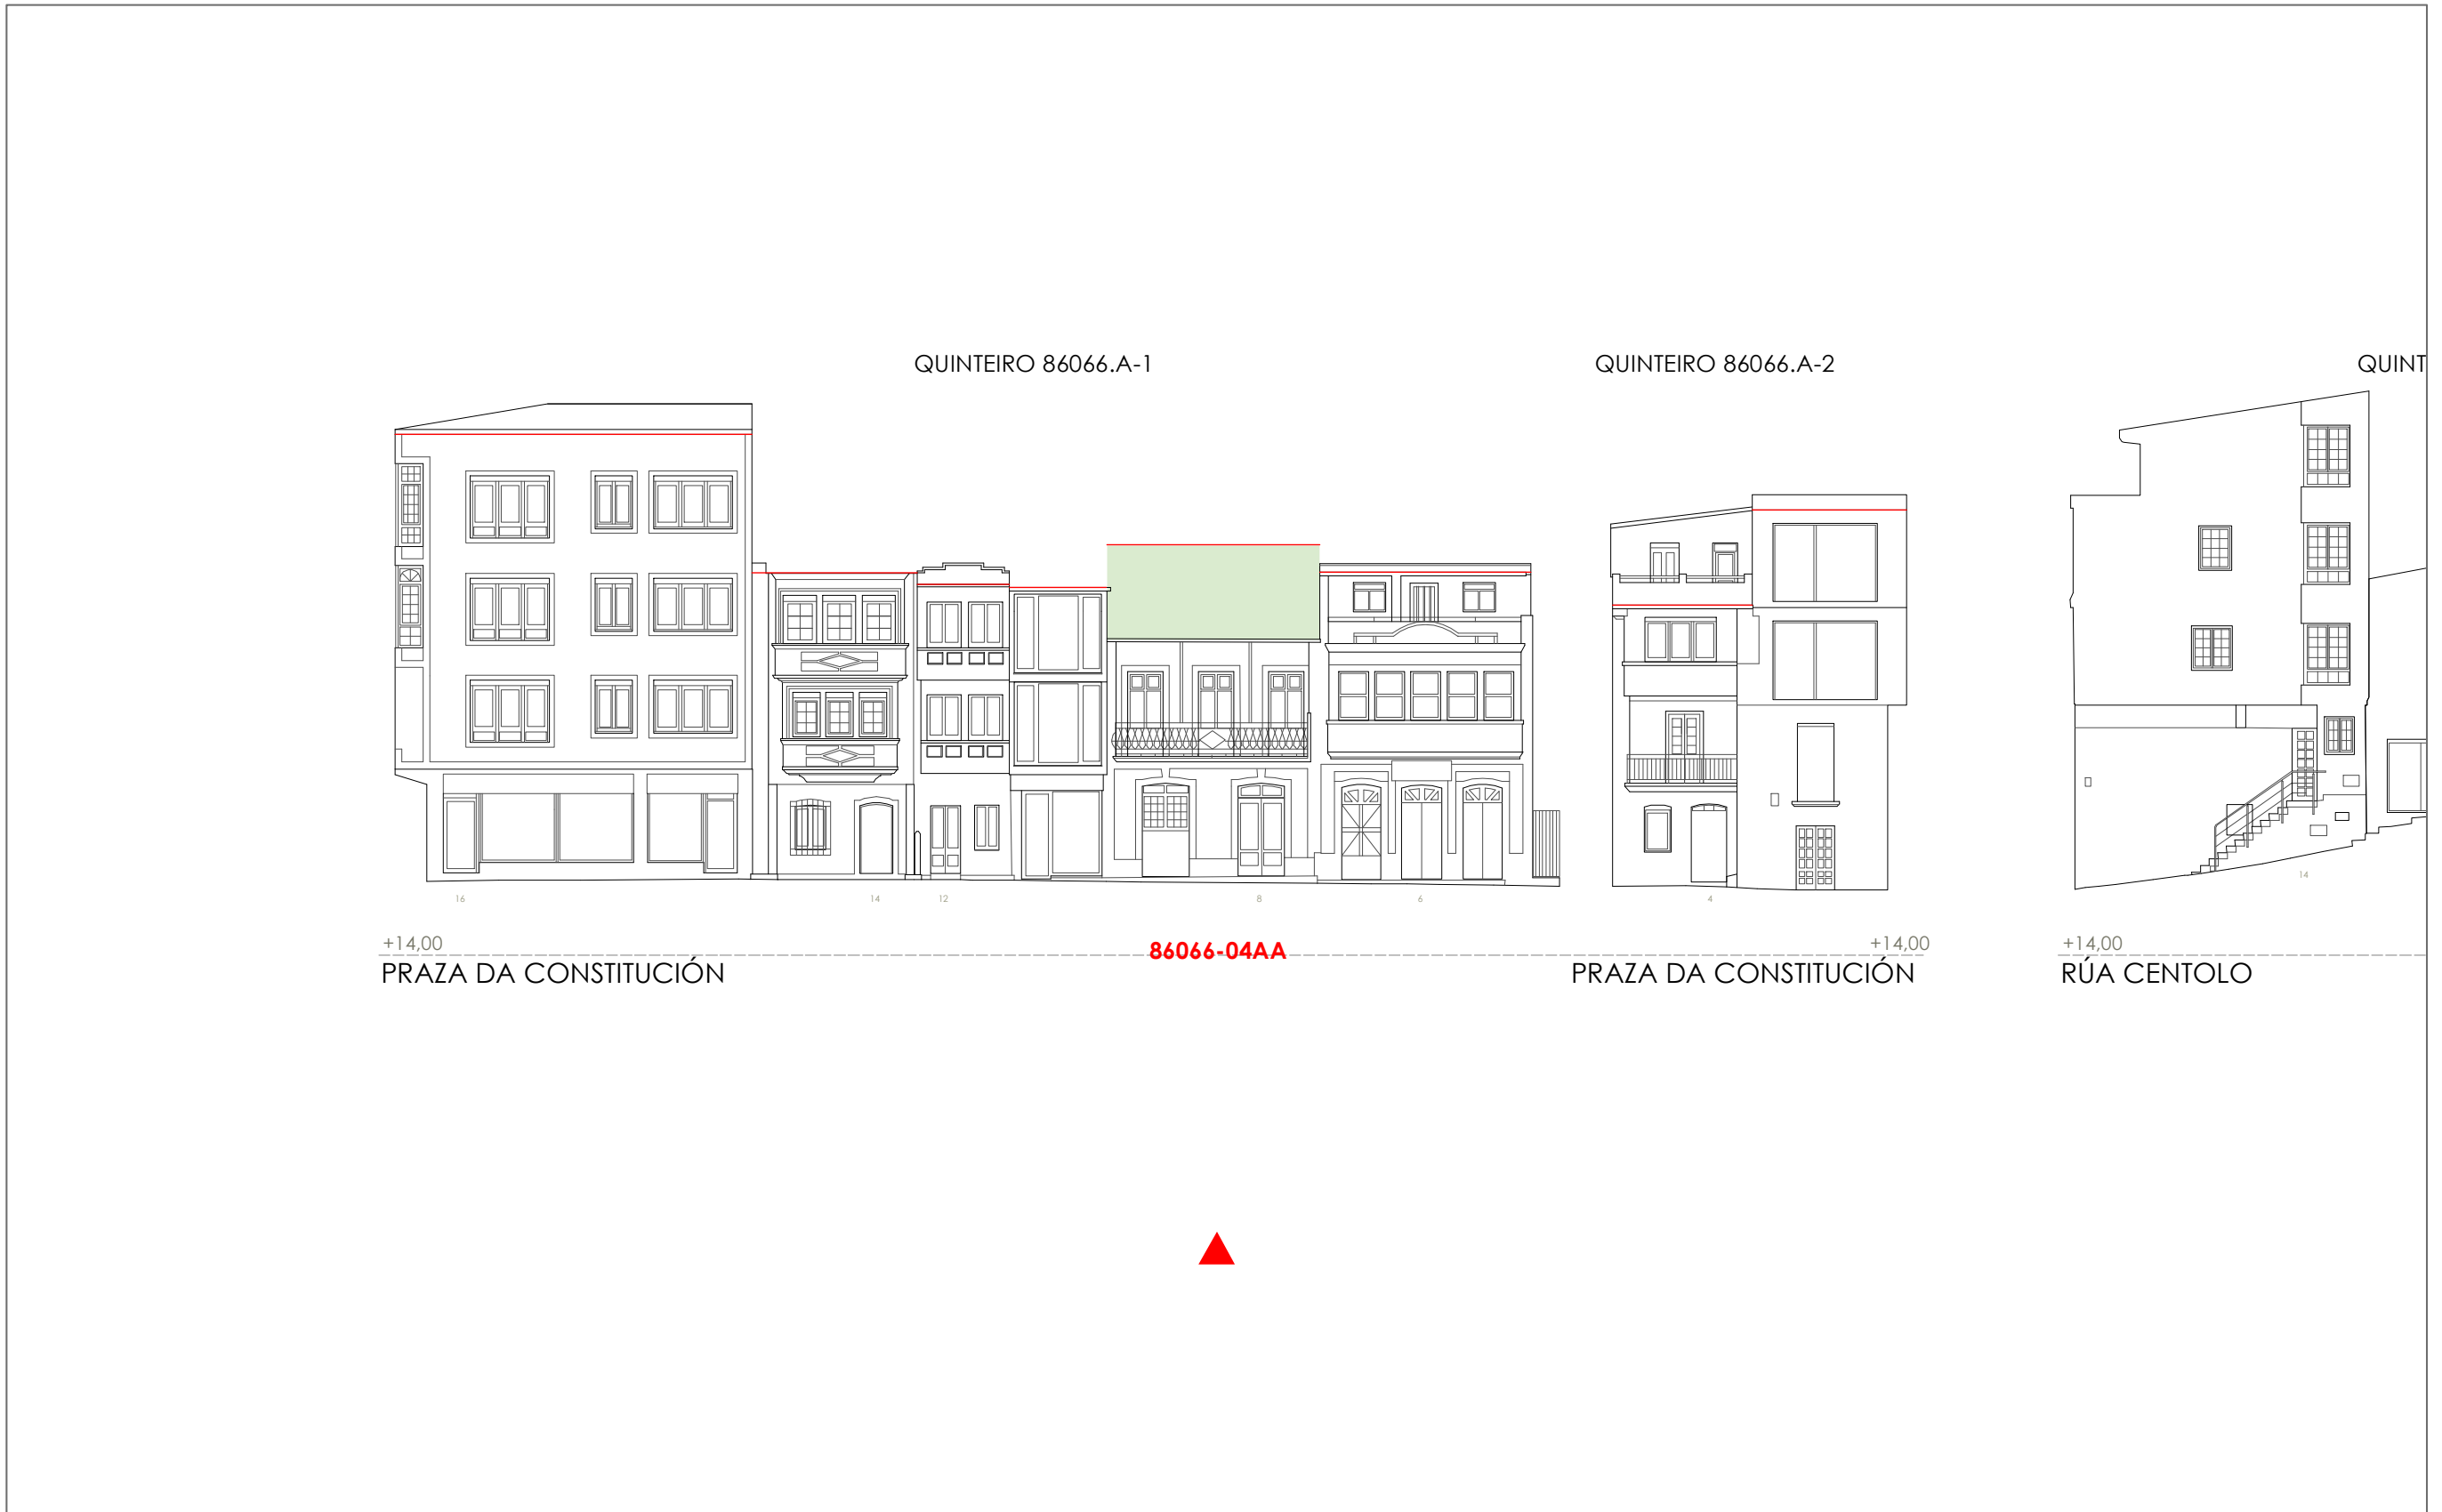 QUINTEIRO 86066.A-1
QUINTEIRO 86066.A-2
QUINT
16
14
12
8
6
4
14
+14,00
86066-04AA
+14,00
+14,00
PRAZA DA CONSTITUCIÓN
PRAZA DA CONSTITUCIÓN
RÚA CENTOLO